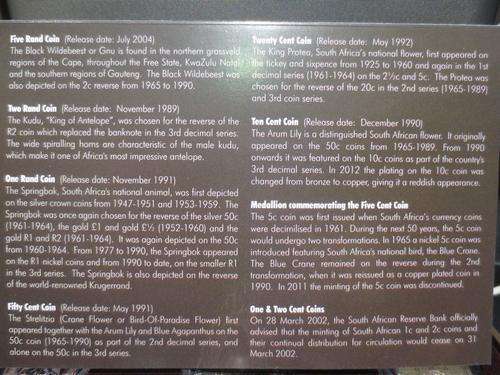 Five Rand Coin (Release date: July 2004)
The Black Wildebeest or Gnu is found in the northern grassveld
regions of the Cape, throughout the Free State, KwaZulu Natal
and the southern regions of Gauteng. The Black Wildebeest was
also depicted on the 2c reverse from 1965 to 1990.
Two Rand Coin (Release date: November 1989)
The Kudu, "King of Antelope", was chosen for the reverse of the
R2 coin which replaced the banknote in the 3rd decimal series.
The wide spiralling horns are characteristic of the male kudu,
which make it one of Africa's most impressive antelope.
One Rand Coin (Release date: November 1991)
The Springbok, South Africa's national animal, was first depicted
on the silver crown coins from 1947-1951 and 1953-1959. The
Springbok was once again chosen for the reverse of the silver 50c
(1961-1964), the gold £1 and gold £½ (1952-1960) and the
gold R1 and R2 (1961-1964). It was again depicted on the 50c
from 1960-1964. From 1977 to 1990, the Springbok appeared
on the R1 nickel coins and from 1990 to date, on the smaller R1
in the 3rd series. The Springbok is also depicted on the reverse
of the world-renowned Krugerrand.
Fifty Cent Coin (Release date: May 1991)
The Strelitzia (Crane Flower or Bird-Of-Paradise Flower) first
appeared together with the Arum Lily and Blue Agapanthus on the
50c coin (1965-1990) as part of the 2nd decimal series, and
alone on the 50c in the 3rd series.
Twenty Cent Coin (Release date: May 1992)
The King Protea, South Africa's national flower, first appeared on
the tickey and sixpence from 1925 to 1960 and again in the 1st
decimal series (1961-1964) on the 2½c and 5c. The Protea was
chosen for the reverse of the 20c in the 2nd series (1965-1989)
and 3rd coin series.
Ten Cent Coin (Release date: December 1990)
The Arum Lily is a distinguished South African flower. It originally
appeared on the 50c coins from 1965-1989. From 1990
onwards it was featured on the 10c coins as part of the country's
3rd decimal series. In 2012 the plating on the 10c coin was
changed from bronze to copper, giving it a reddish appearance.
Medallion commemorating the Five Cent Coin
The 5c coin was first issued when South Africa's currency coins
were decimilised in 1961. During the next 50 years, the 5c coin
would undergo two transformations. In 1965 a nickel 5c coin was
introduced featuring South Africa's national bird, the Blue Crane.
The Blue Crane remained on the reverse during the 2nd
transformation, when it was reissued as a copper plated coin in
1990. In 2011 the minting of the 5c coin was discontinued.
One & Two Cent Coins
On 28 March 2002, the South African Reserve Bank officially
advised that the minting of South African 1c and 2c coins and
their continual distribution for circulation would cease on 31
March 2002.